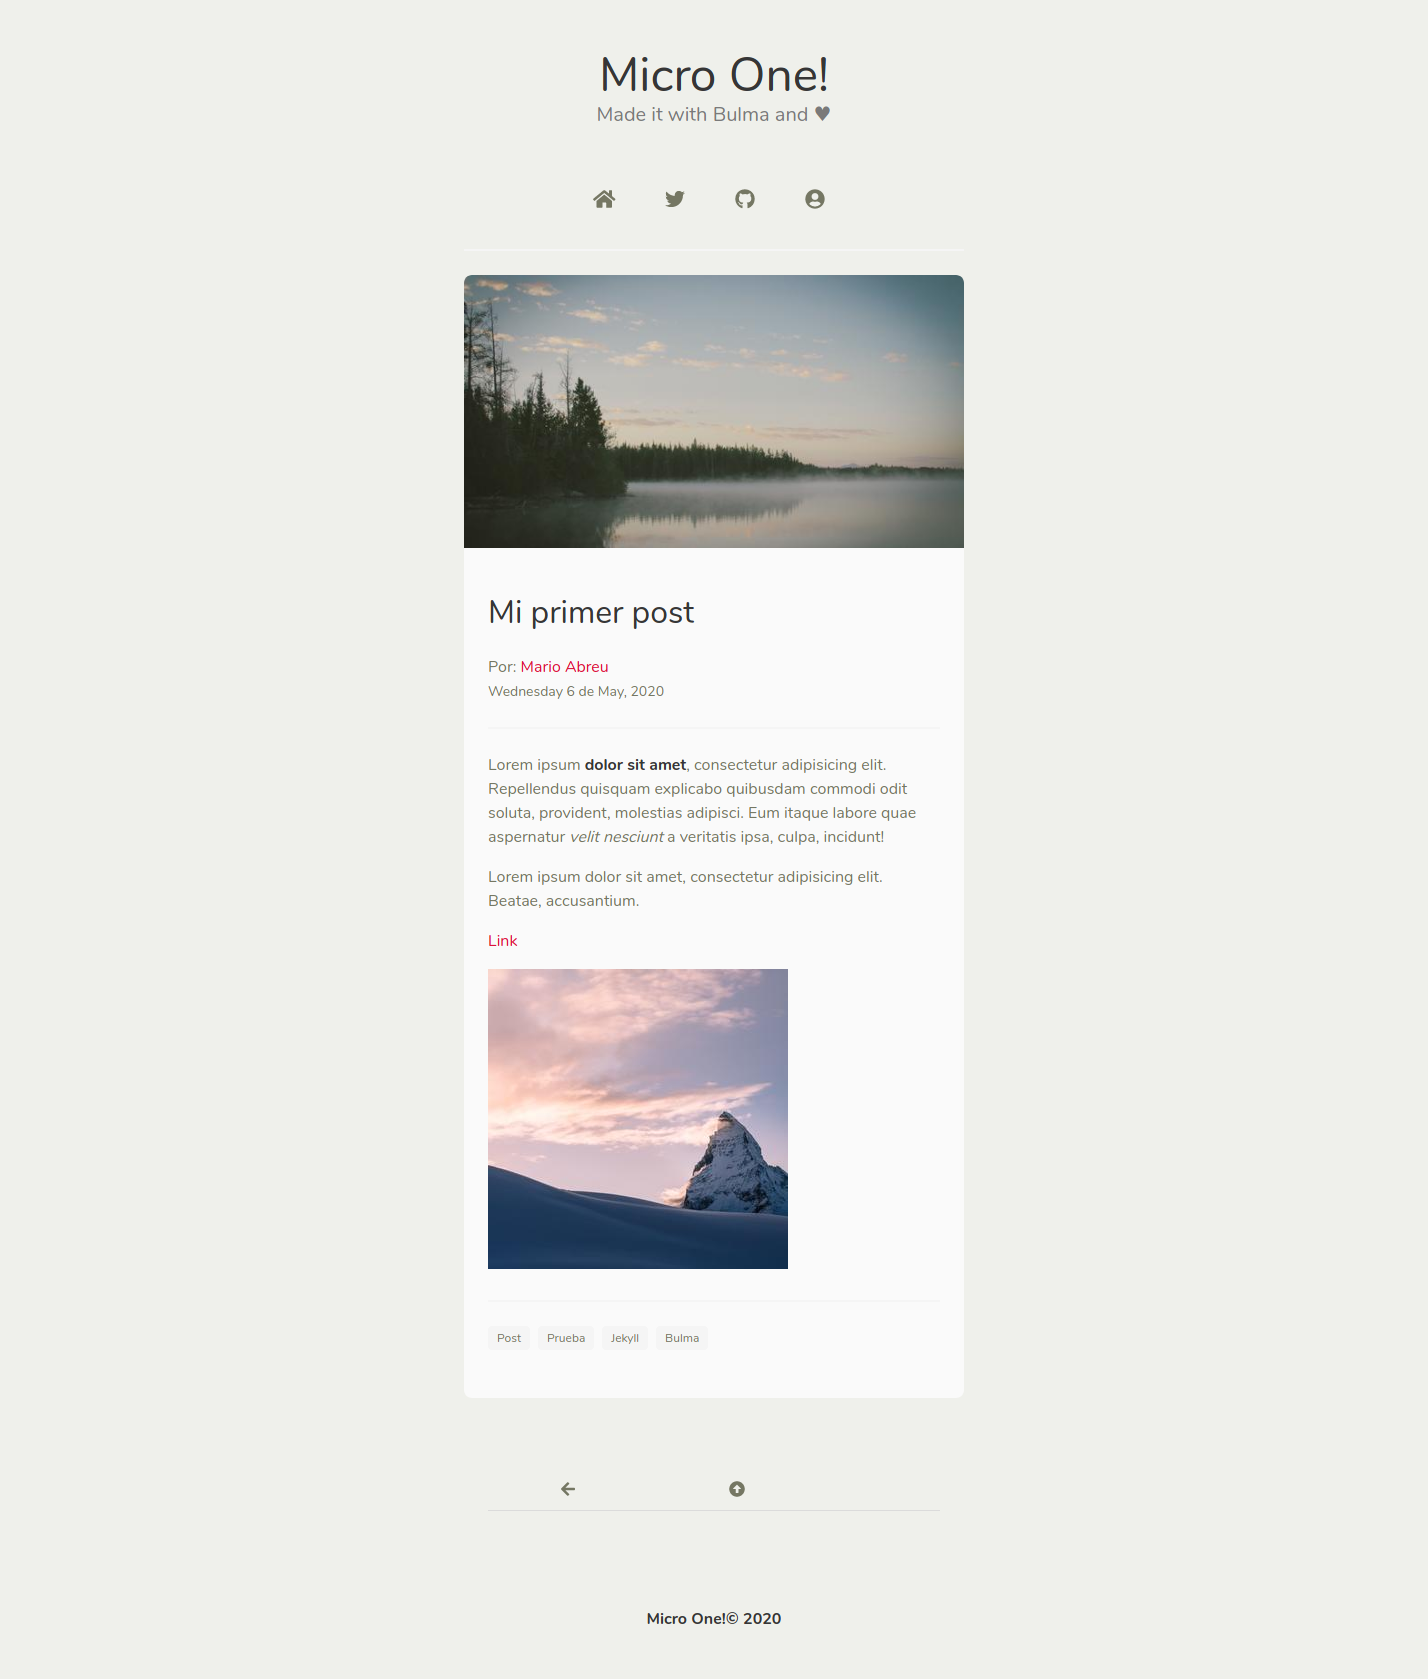 Micro One!
Made it with Bulma and ♥
Mi primer post
Por: Mario Abreu
Wednesday 6 de May, 2020
Lorem ipsum dolor sit amet, consectetur adipisicing elit.
Repellendus quisquam explicabo quibusdam commodi odit
soluta, provident, molestias adipisci. Eum itaque labore quae
aspernatur velit nesciunt a veritatis ipsa, culpa, incidunt!
Lorem ipsum dolor sit amet, consectetur adipisicing elit.
Beatae, accusantium.
Link
Post Prueba Jekyll Bulma
Micro One!© 2020